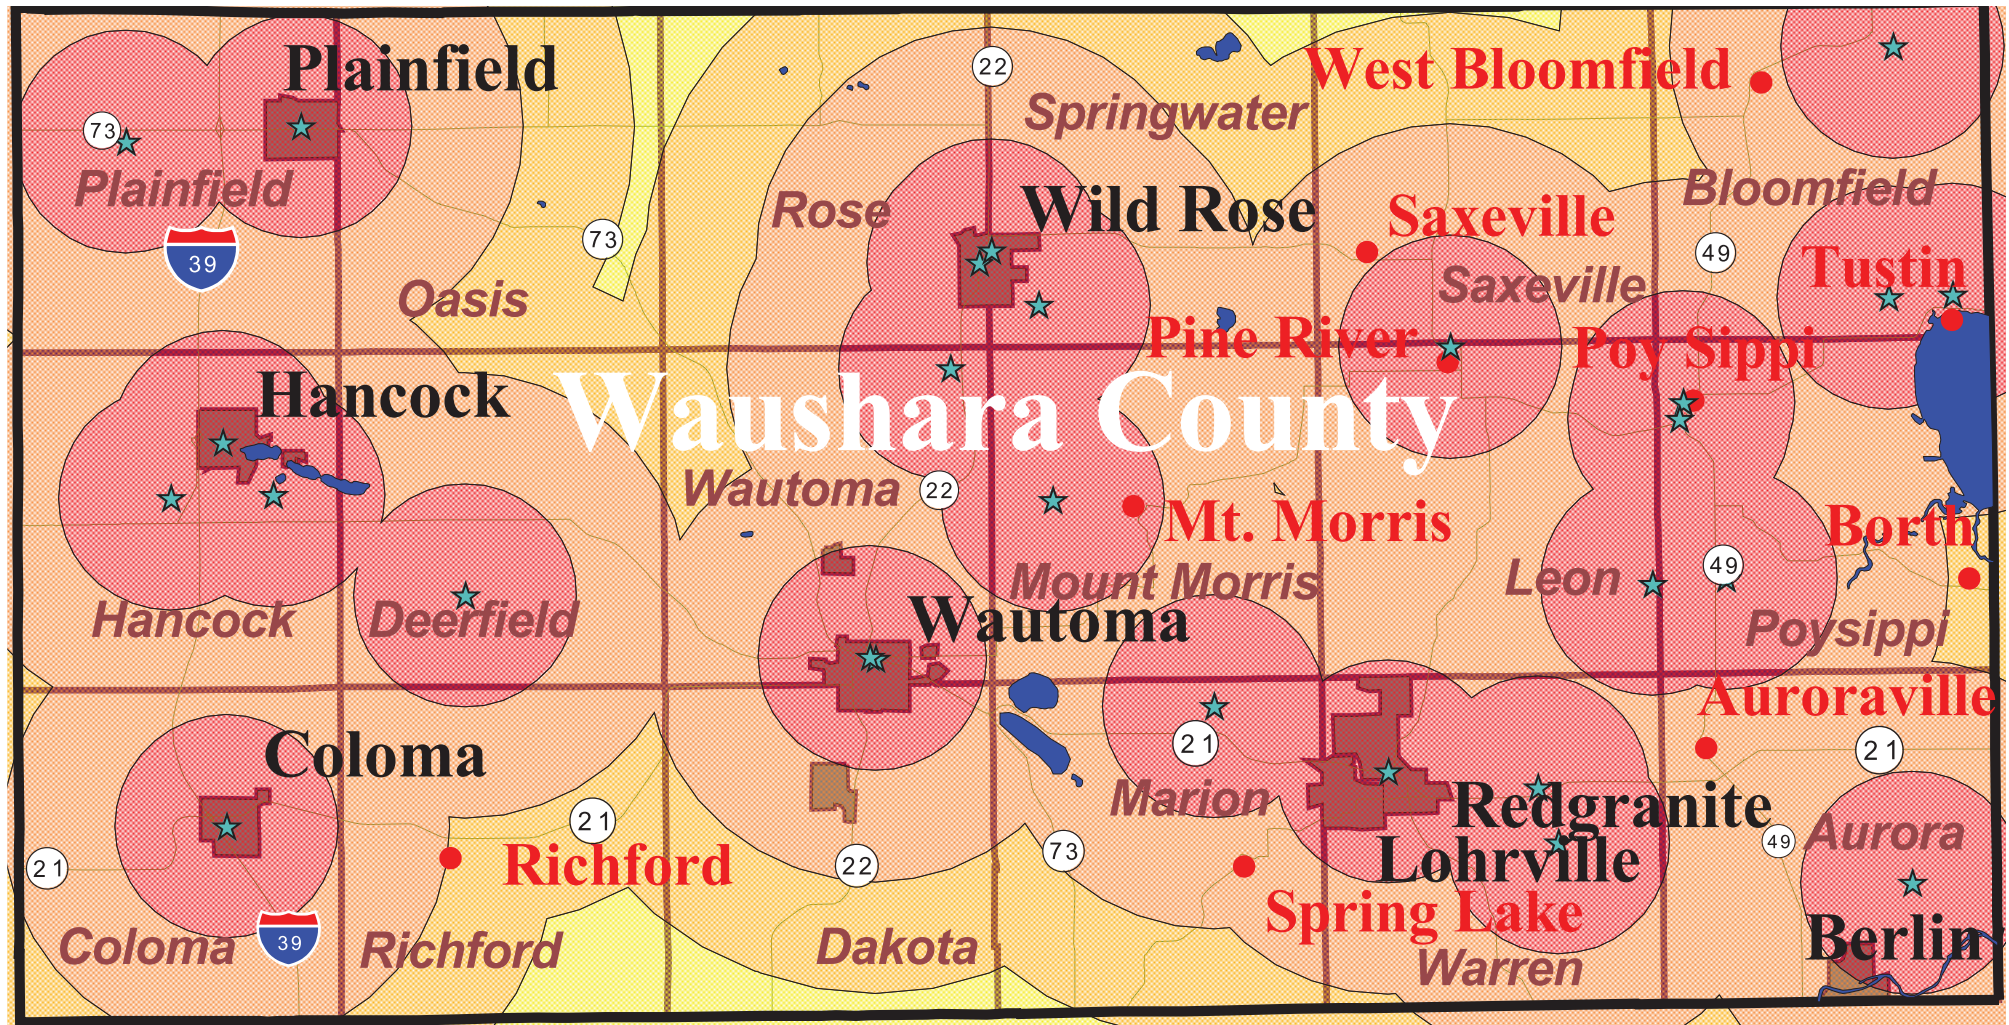 Plainfield
22
West Bloomfield
Springwater
73
Plainfield
Bloomfield
Rose
Wild Rose
Saxeville
73
49
39
Tustin
Oasis
Saxeville
Pine River
Poy Sippi
Hancock
Waushara County
Wautoma
22
Mt. Morris
Borth
49
Mount Morris
Leon
Hancock
Deerfield
Wautoma
Poysippi
Auroraville
21
21
Coloma
Marion
Redgranite
21
Aurora
49
73
Lohrville
21
22
Richford
Spring Lake
39
Coloma
Richford
Dakota
Berlin
Warren